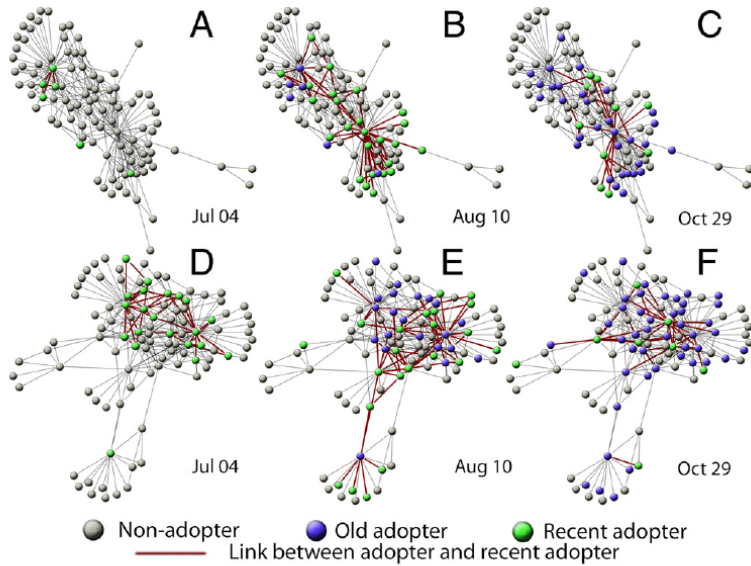 A B C
Jul 04 Aug 10 Oct 29
D E F
Jul 04 Aug 10 Oct 29
Non-adopter Old adopter Recent adopter
Link between adopter and recent adopter